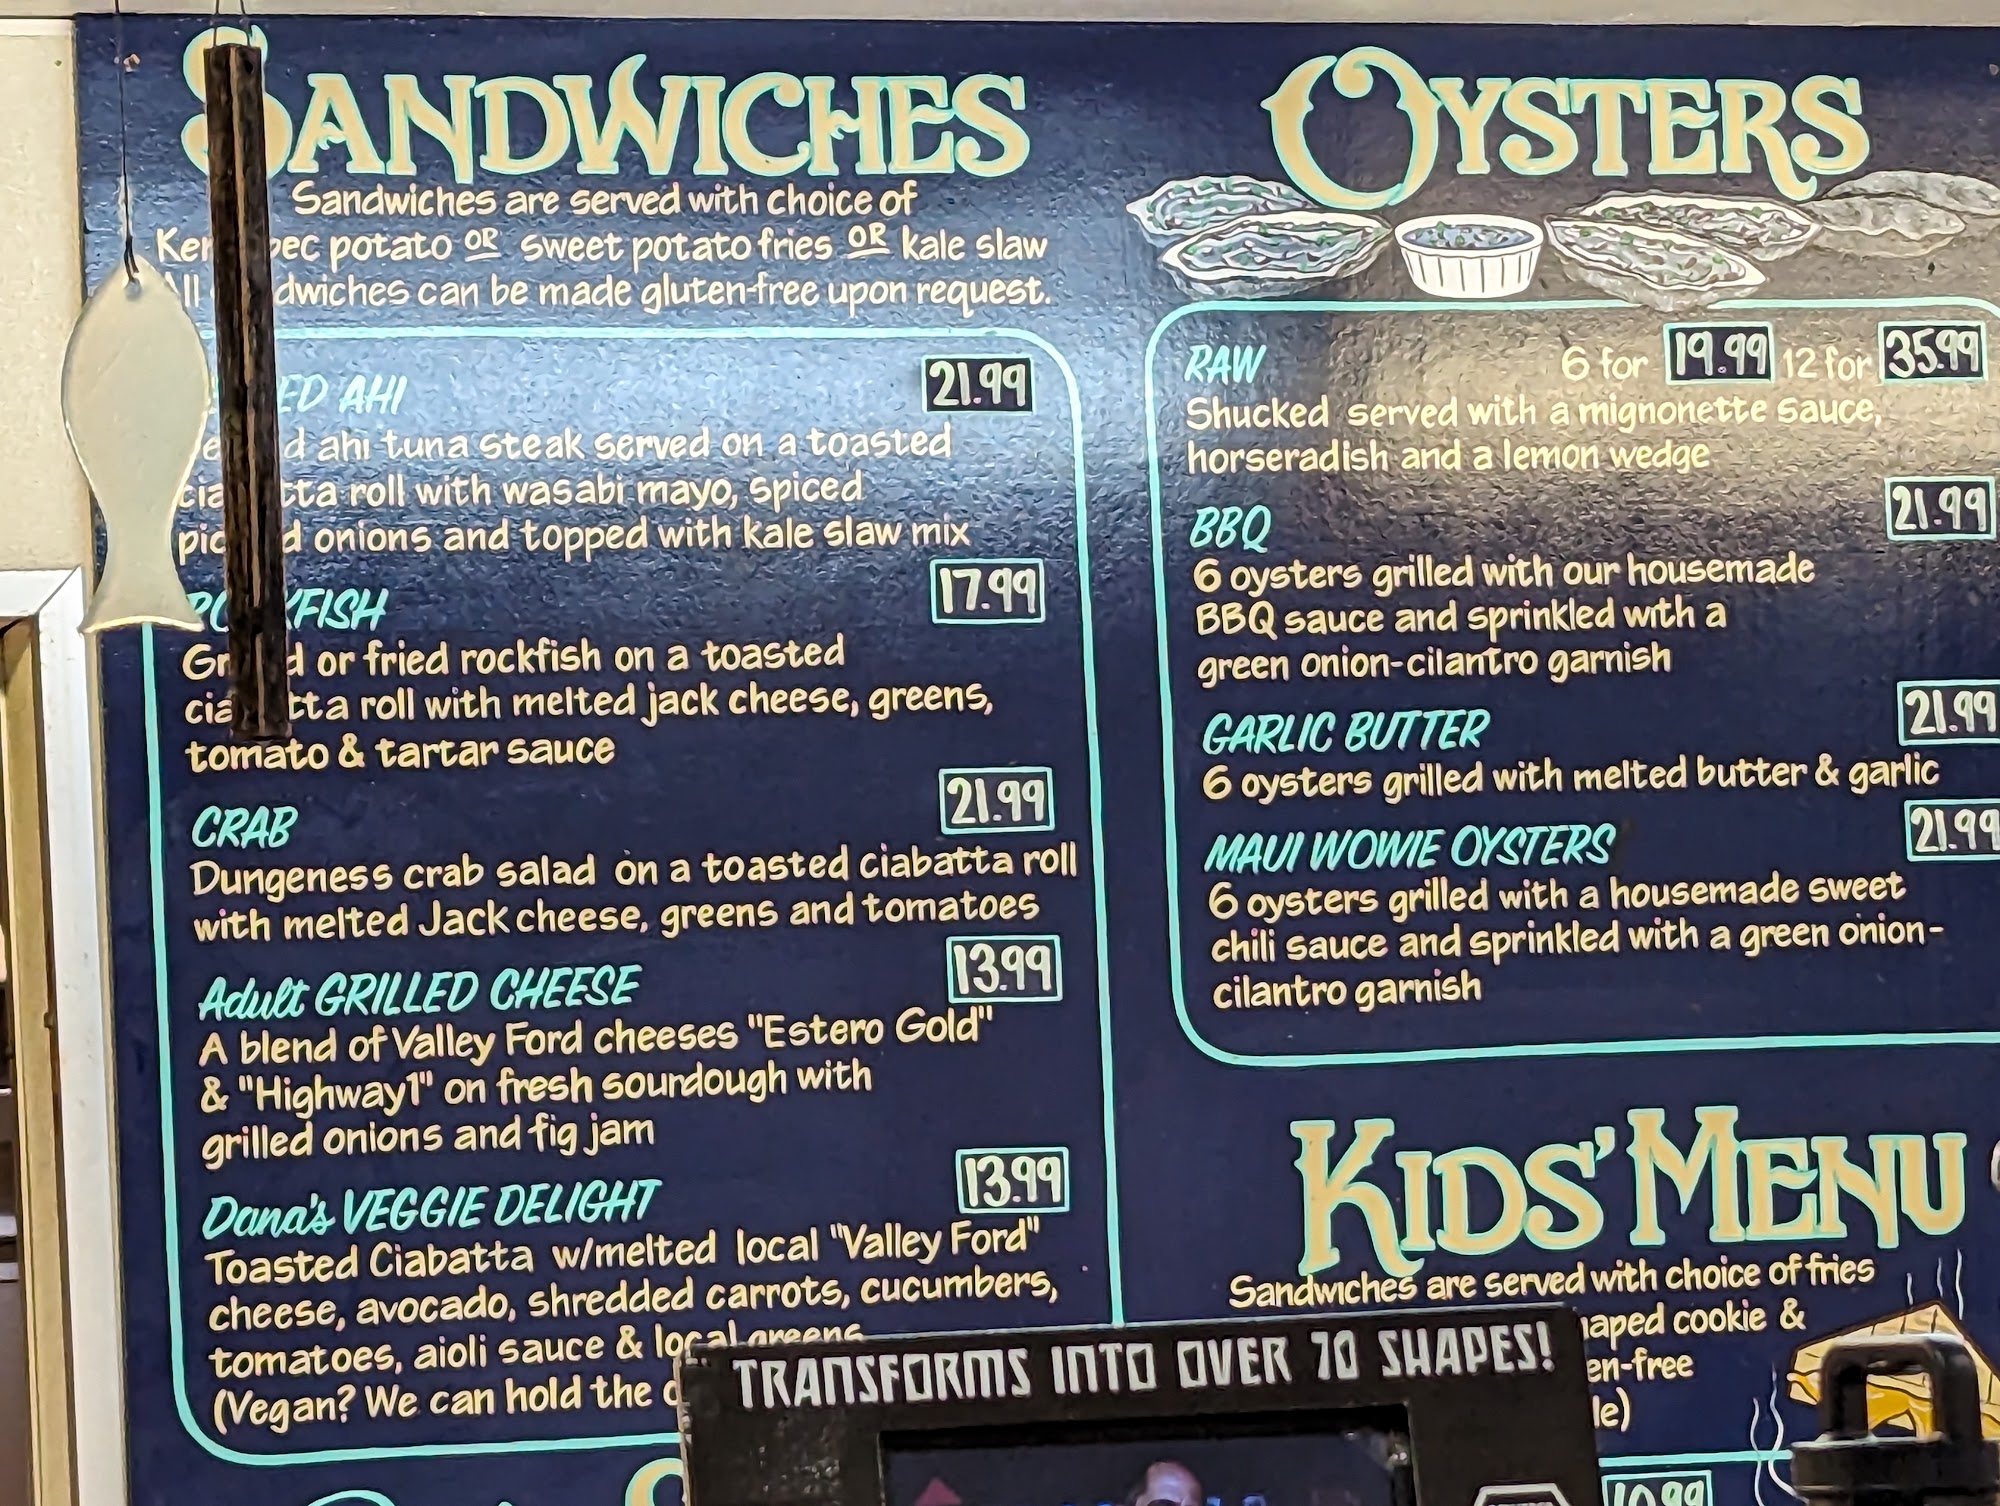 SANDWICHES
Sandwiches are served with choice of
potato OR sweet potato fries OR kale slaw
can be made gluten-free upon request.
AHI 21.99
ahi tuna steak served on a toasted
roll with wasabi mayo, spiced
onions and topped with kale slaw mix
17.99
or fried rockfish on a toasted
roll with melted jack cheese, greens,
tomato & tartar sauce
CRAB 21.99
Dungeness crab salad on a toasted ciabatta roll
with melted Jack cheese, greens and tomatoes
Adult GRILLED CHEESE 13.99
A blend of Valley Ford cheeses "Estero Gold"
& "Highway1" on fresh sourdough with
grilled onions and fig jam
Dana's VEGGIE DELIGHT 13.99
Toasted Ciabatta w/melted local "Valley Ford"
cheese, avocado, shredded carrots, cucumbers,
tomatoes, aioli sauce & local greens
(Vegan? We can hold the
OYSTERS
RAW 6 for 19.99 12 for 35.99
Shucked served with a mignonette sauce,
horseradish and a lemon wedge
BBQ 21.99
6 oysters grilled with our housemade
BBQ sauce and sprinkled with a
green onion-cilantro garnish
GARLIC BUTTER 21.99
6 oysters grilled with melted butter & garlic
MAUI WOWIE OYSTERS 21.99
6 oysters grilled with a housemade sweet
chili sauce and sprinkled with a green onion-
cilantro garnish
KIDS' MENU
Sandwiches are served with choice of fries
cookie &
TRANSFORMS INTO OVER 70 SHAPES!